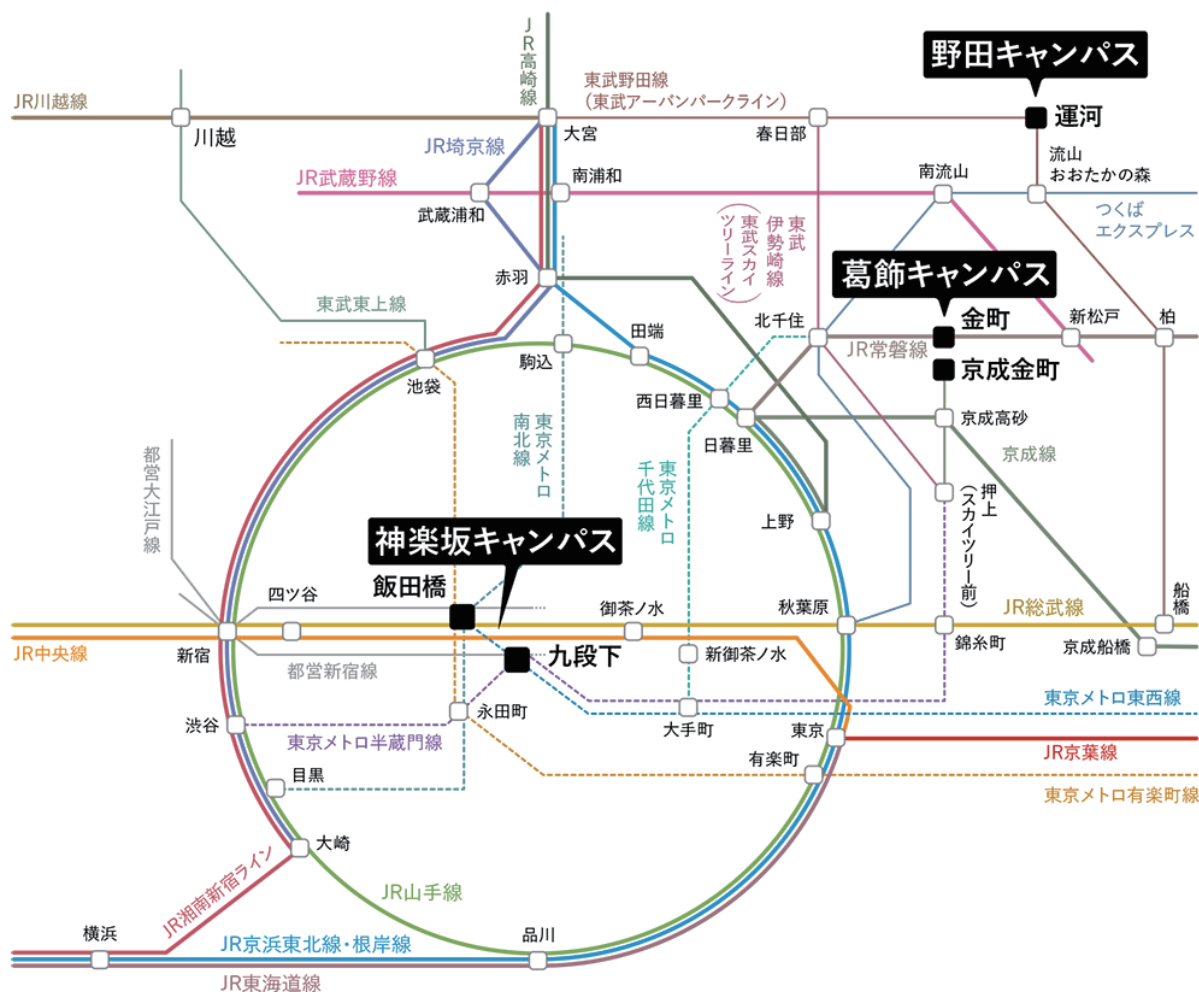 野田キャンパス
JR高崎線
東武野田線
(東武アーバンパークライン)
JR川越線
川越
大宮
春日部
運河
JR埼京線
流山
おおたかの森
JR武蔵野線
南浦和
南流山
武蔵浦和
つくば
エクスプレス
東武
伊勢崎線
(東武スカイ
ツリーライン)
葛飾キャンパス
赤羽
東武東上線
北千住
金町
新松戸
柏
田端
JR常磐線
駒込
京成金町
池袋
西日暮里
京成高砂
日暮里
東京メトロ
南北線
京成線
都営大江戸線
東京メトロ
千代田線
押上
(スカイツリー前)
上野
神楽坂キャンパス
飯田橋
四ツ谷
御茶ノ水
秋葉原
JR総武線
船橋
JR中央線
新宿
九段下
新御茶ノ水
錦糸町
京成船橋
都営新宿線
東京メトロ東西線
渋谷
永田町
大手町
東京
東京メトロ半蔵門線
有楽町
JR京葉線
目黒
東京メトロ有楽町線
大崎
JR湘南新宿ライン
JR山手線
横浜
JR京浜東北線・根岸線
品川
JR東海道線